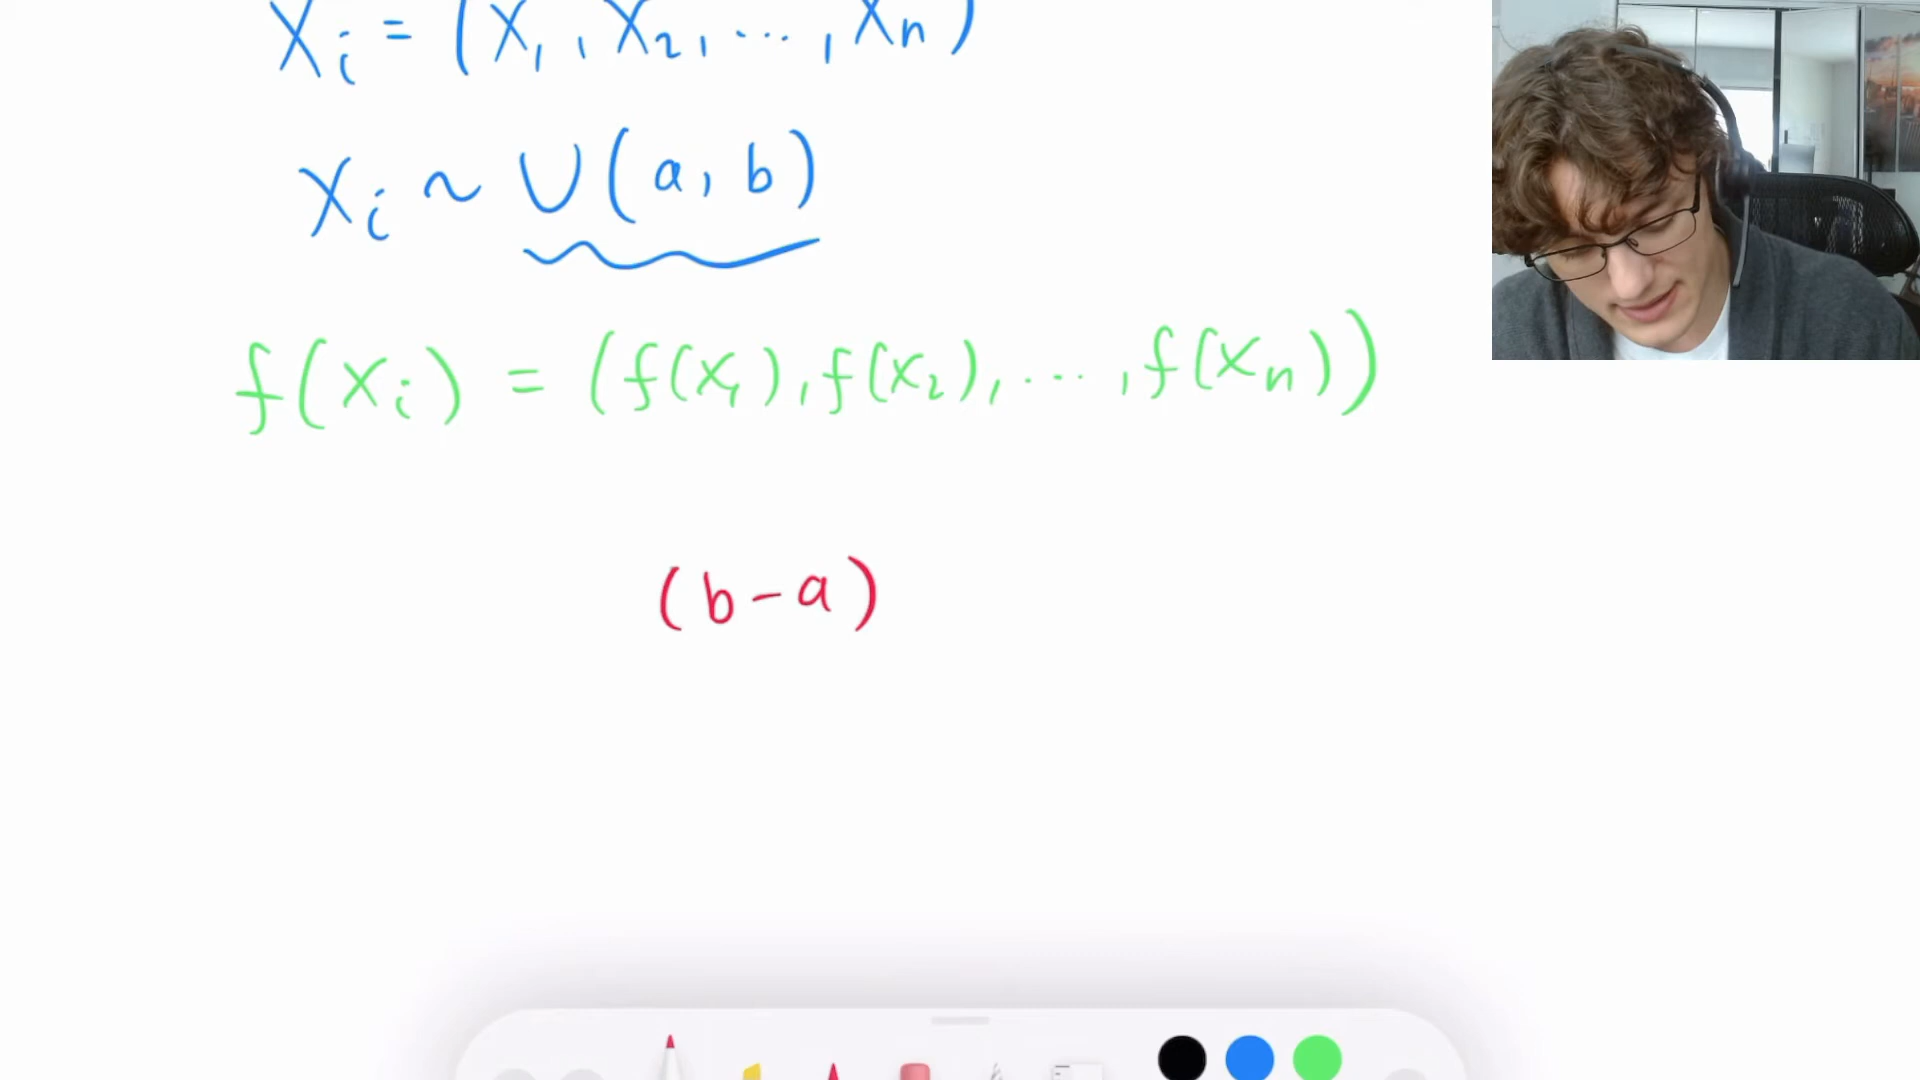 Xᵢ = (X₁, X₂, ..., Xₙ)
Xᵢ ~ U(a, b)
f(Xᵢ) = (f(X₁), f(X₂), ..., f(Xₙ))
(b-a)